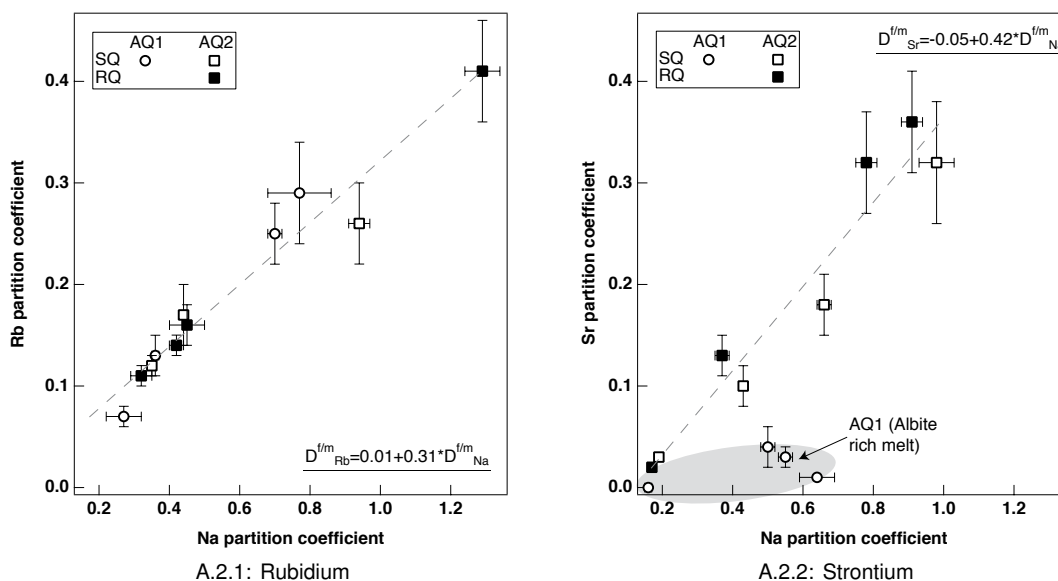 AQ1 AQ2
SQ
RQ
0.4
0.3
0.2
0.1
0.0
Rb partition coefficient
D^f/m_Rb=0.01+0.31*D^f/m_Na
0.2 0.4 0.6 0.8 1.0 1.2
Na partition coefficient
A.2.1: Rubidium
AQ1 AQ2
SQ
RQ
D^f/m_Sr=-0.05+0.42*D^f/m_N
0.4
0.3
0.2
0.1
0.0
Sr partition coefficient
AQ1 (Albite
rich melt)
0.2 0.4 0.6 0.8 1.0 1.2
Na partition coefficient
A.2.2: Strontium